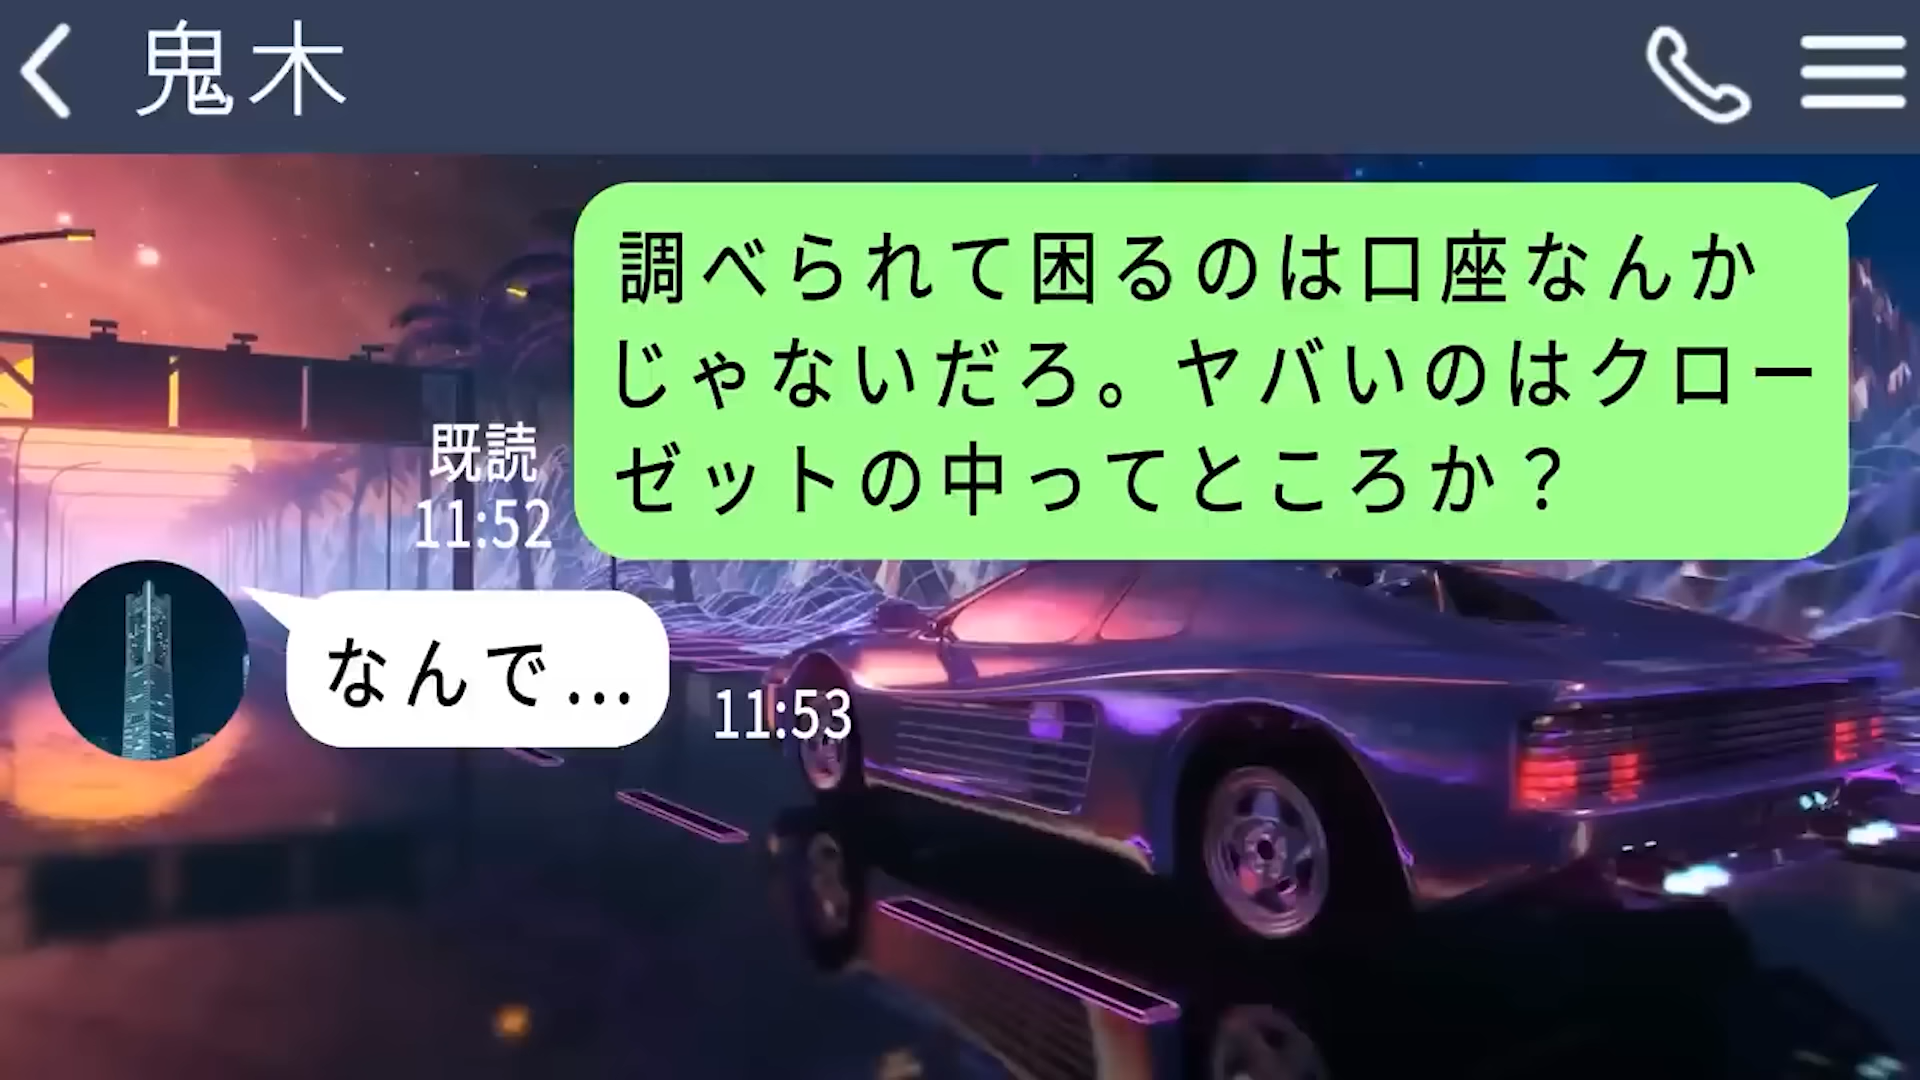 鬼木
調べられて困るのは口座なんか
じゃないだろ。ヤバいのはクロー
ゼットの中ってところか？
既読
11:52
なんで…
11:53